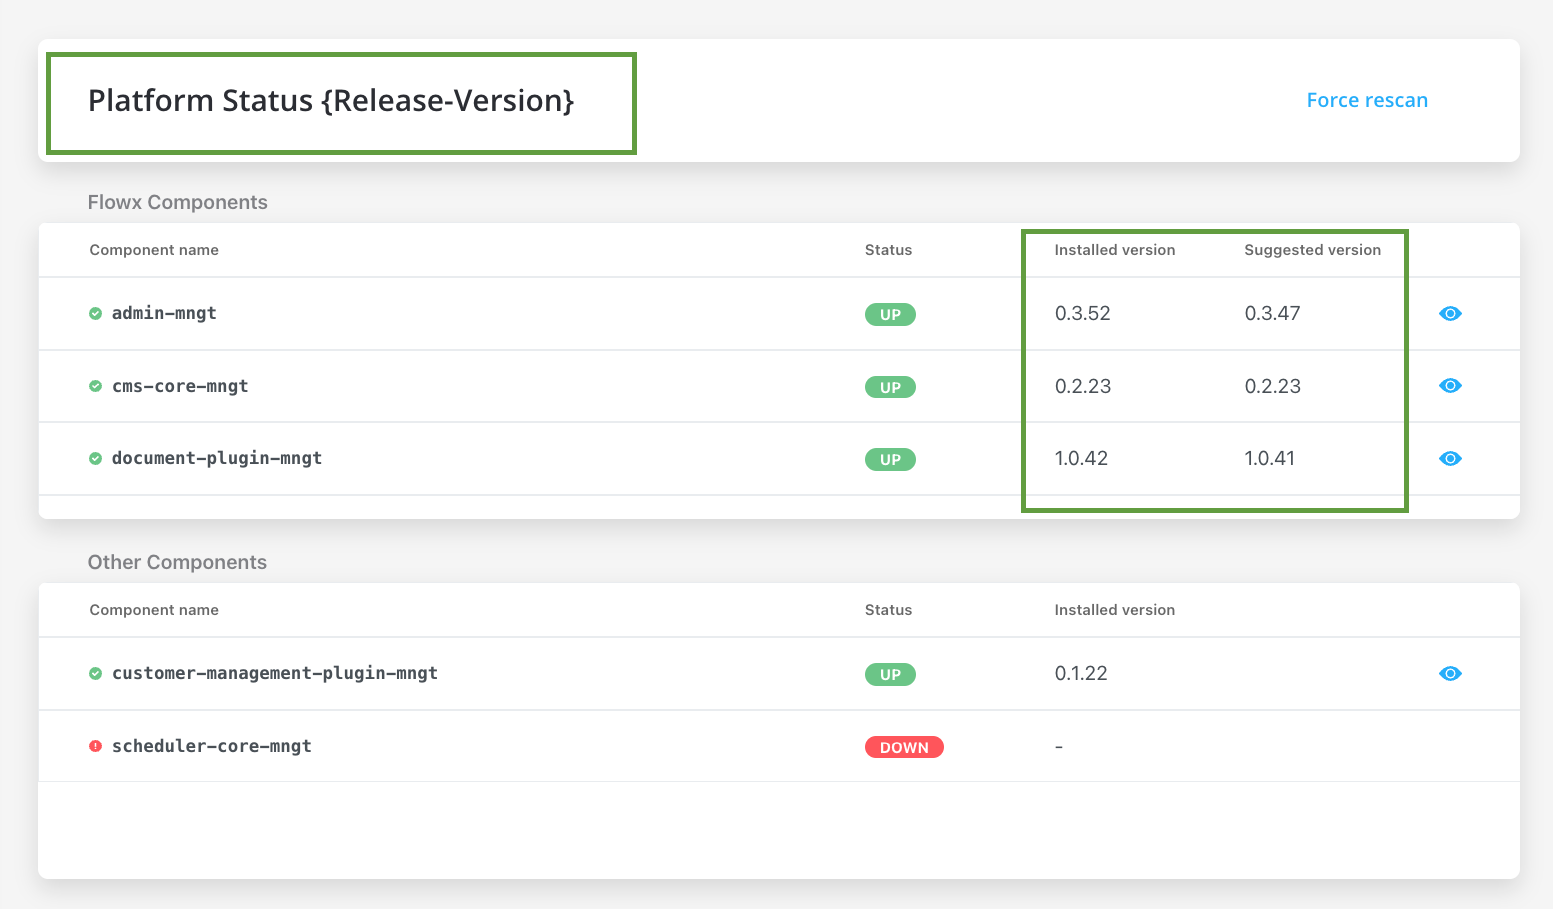 Platform Status {Release-Version}
Force rescan
Flowx Components
Component name Status Installed version Suggested version
admin-mngt UP 0.3.52 0.3.47
cms-core-mngt UP 0.2.23 0.2.23
document-plugin-mngt UP 1.0.42 1.0.41
Other Components
Component name Status Installed version
customer-management-plugin-mngt UP 0.1.22
scheduler-core-mngt DOWN -